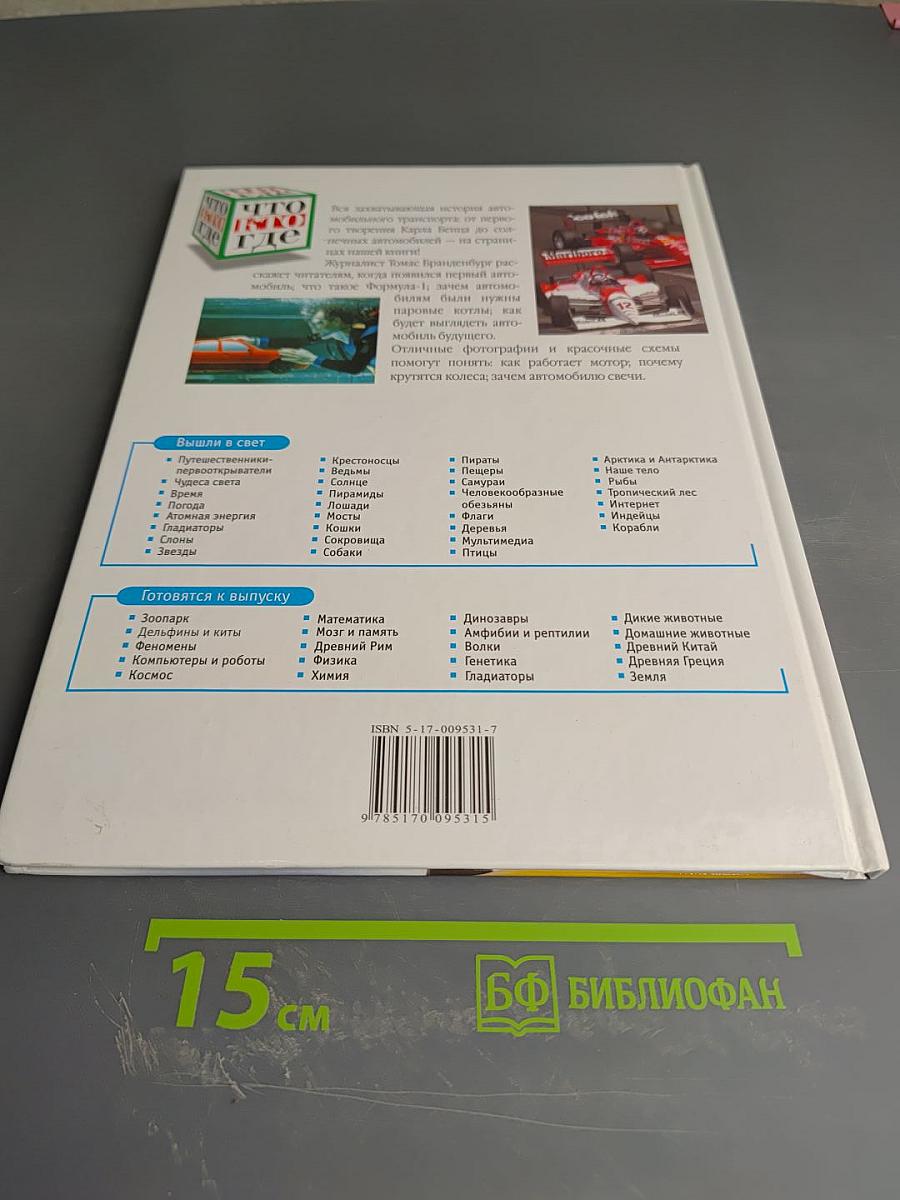 ЧТО
ЧТО
КТО
КТО
ГДЕ
ГДЕ
Вся захватывающая история авто-
мобильного транспорта: от перво-
го творения Карла Бенца до сол-
нечных автомобилей — на страни-
цах нашей книги!
Журналист Томас Бранденбург рас-
скажет читателям, когда появился первый авто-
мобиль; что такое Формула-1; зачем автомо-
билям были нужны
паровые котлы; как
будет выглядеть авто-
мобиль будущего.
Отличные фотографии и красочные схемы
помогут понять: как работает мотор; почему
крутятся колеса; зачем автомобилю свечи.
Marlboro
12
Вышли в свет
Путешественники-
первооткрыватели
Чудеса света
Время
Погода
Атомная энергия
Гладиаторы
Слоны
Звезды
Крестоносцы
Ведьмы
Солнце
Пирамиды
Лошади
Мосты
Кошки
Сокровища
Собаки
Пираты
Пещеры
Самураи
Человекообразные
обезьяны
Флаги
Деревья
Мультимедиа
Птицы
Арктика и Антарктика
Наше тело
Рыбы
Тропический лес
Интернет
Индейцы
Корабли
Готовятся к выпуску
Зоопарк
Дельфины и киты
Феномены
Компьютеры и роботы
Космос
Математика
Мозг и память
Древний Рим
Физика
Химия
Динозавры
Амфибии и рептилии
Волки
Генетика
Гладиаторы
Дикие животные
Домашние животные
Древний Китай
Древняя Греция
Земля
ISBN 5-17-009531-7
9 785170 095315
15 см
БФ БИБЛИОФАН